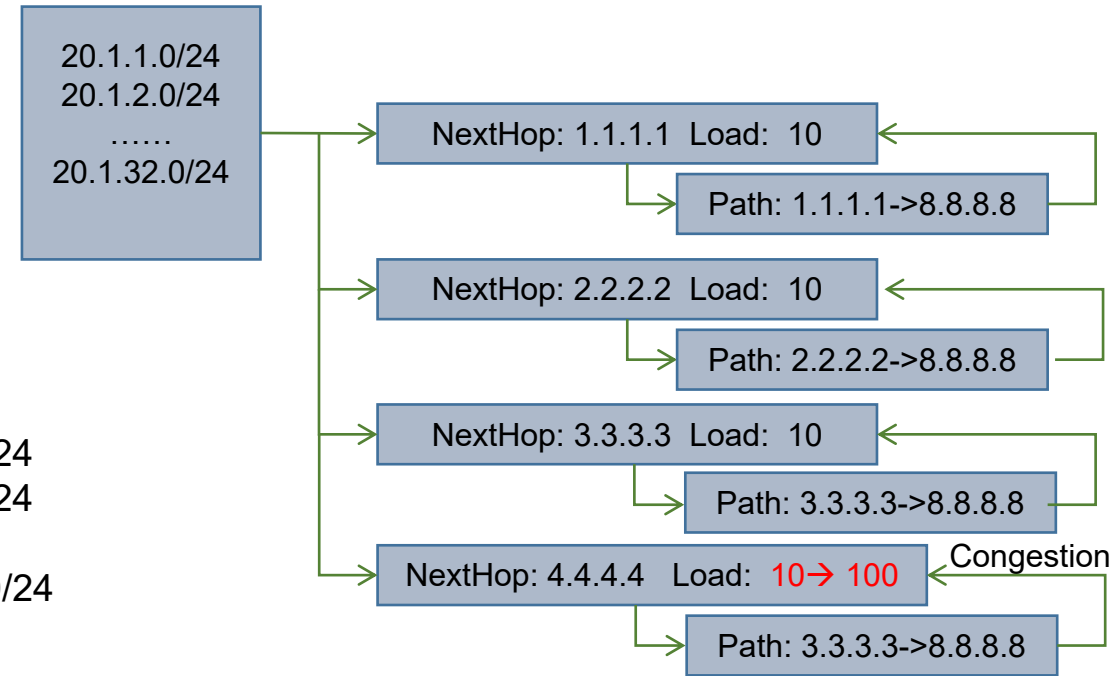 20.1.1.0/24
20.1.2.0/24
……
20.1.32.0/24
NextHop: 1.1.1.1 Load: 10
Path: 1.1.1.1->8.8.8.8
NextHop: 2.2.2.2 Load: 10
Path: 2.2.2.2->8.8.8.8
24
24
/24
NextHop: 3.3.3.3 Load: 10
Path: 3.3.3.3->8.8.8.8
Congestion
NextHop: 4.4.4.4 Load: 10→ 100
Path: 3.3.3.3->8.8.8.8